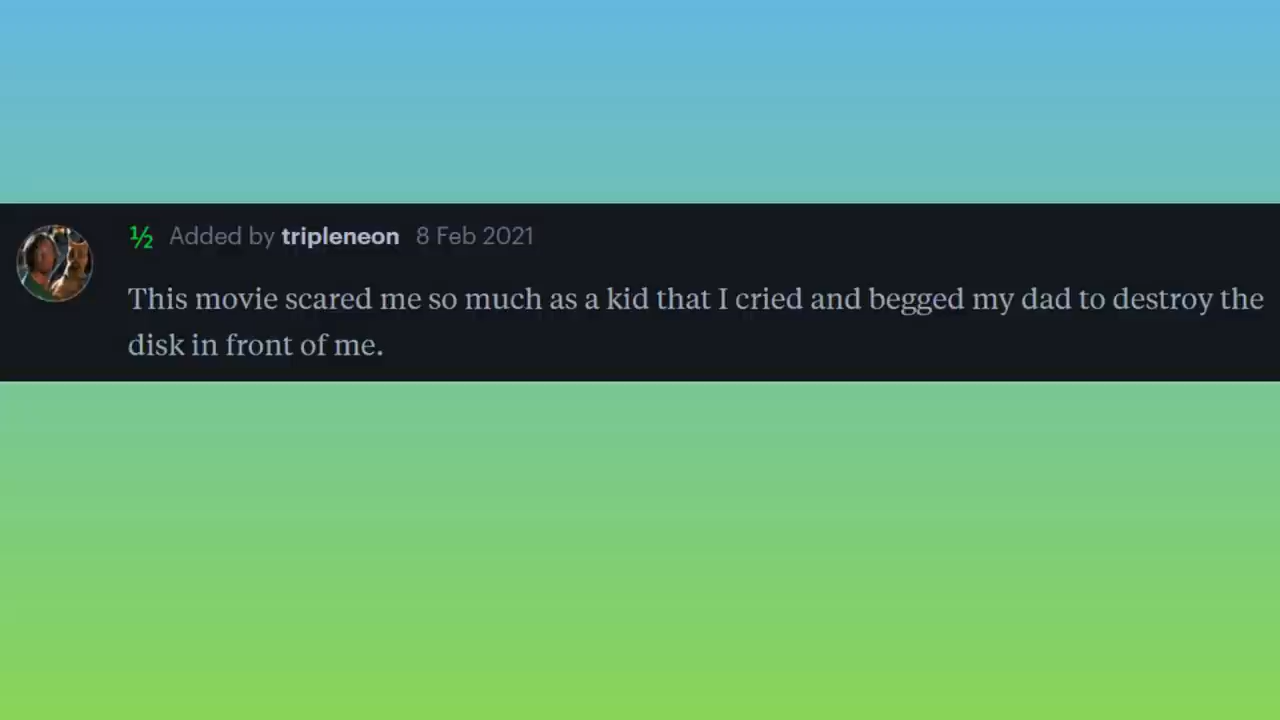 ½ Added by tripleneon 8 Feb 2021
This movie scared me so much as a kid that I cried and begged my dad to destroy the
disk in front of me.